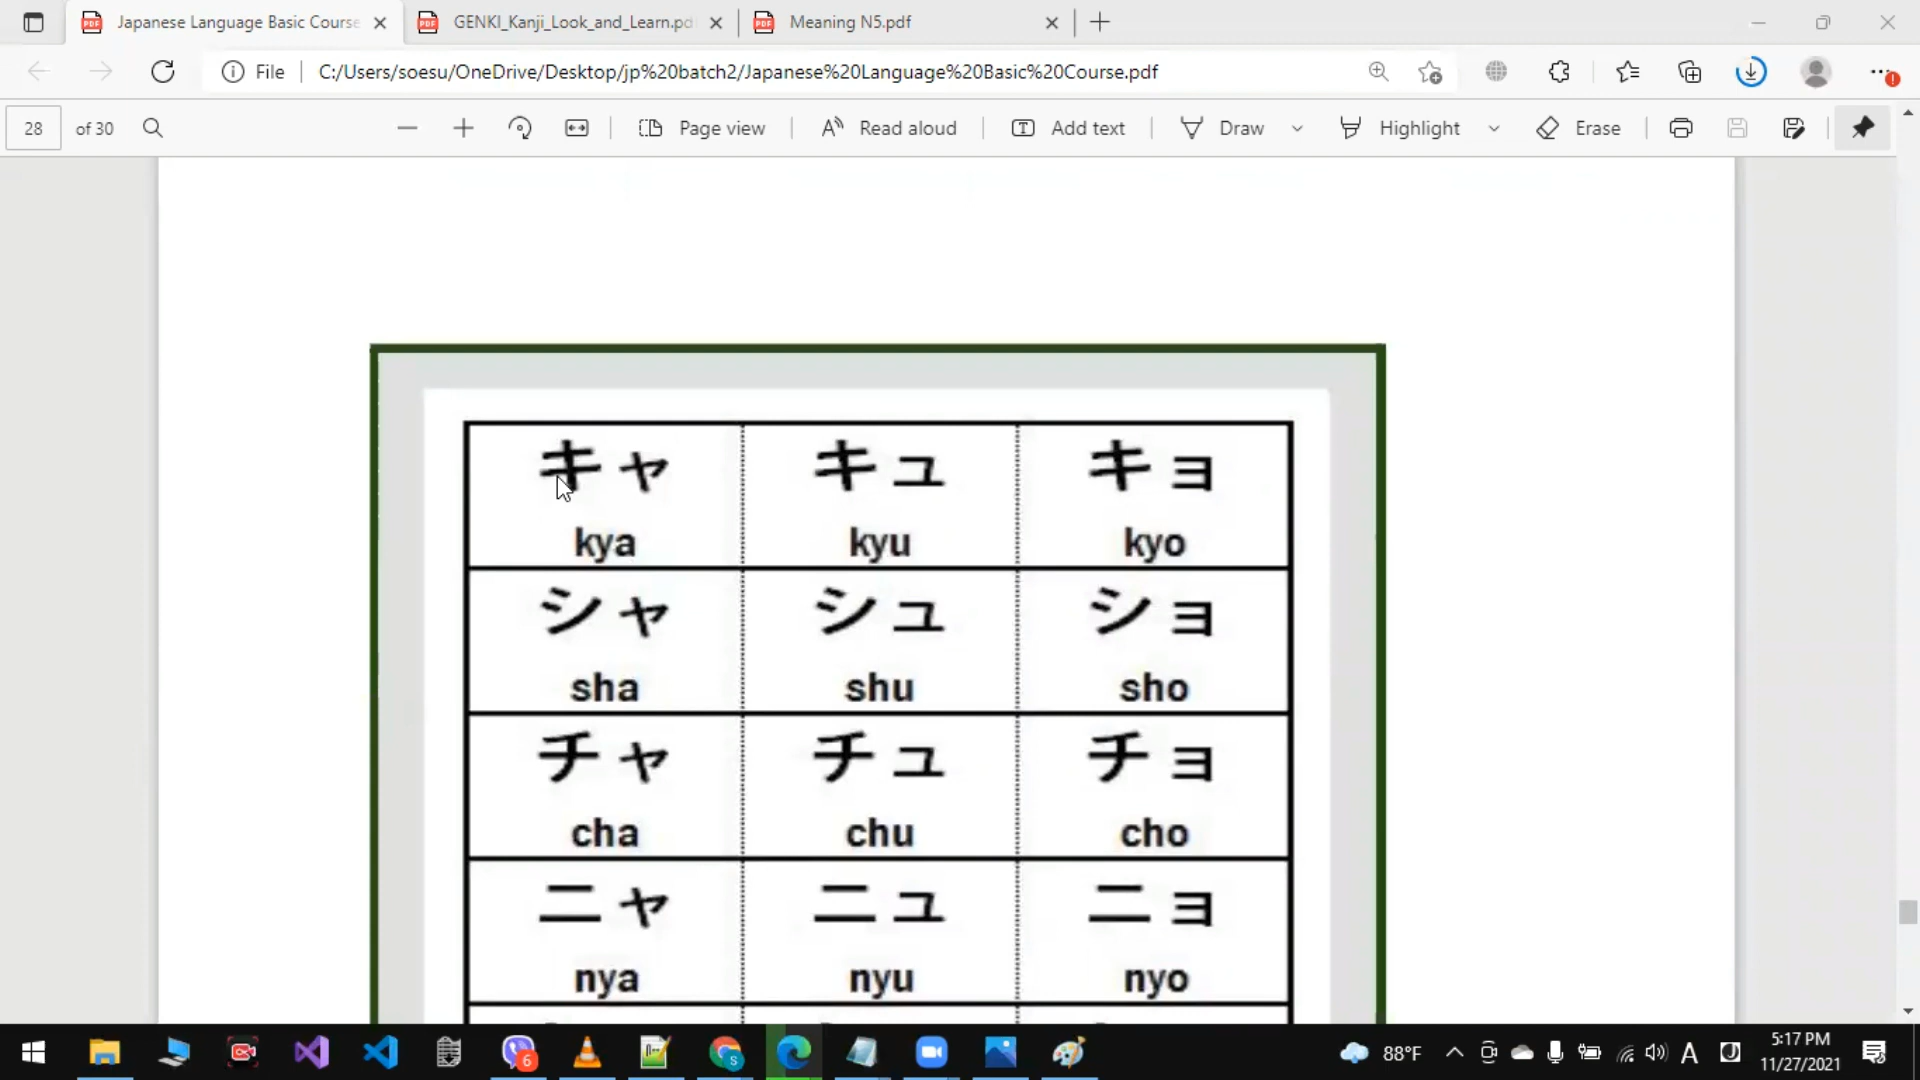 Japanese Language Basic Course
GENKI_Kanji_Look_and_Learn.pd
Meaning N5.pdf
File
C:/Users/soesu/OneDrive/Desktop/jp%20batch2/Japanese%20Language%20Basic%20Course.pdf
28 of 30
Page view
Read aloud
Add text
Draw
Highlight
Erase
キャ キュ キョ
kya kyu kyo
シャ シュ ショ
sha shu sho
チャ チュ チョ
cha chu cho
ニャ ニュ ニョ
nya nyu nyo
6
S
88°F
A
J
5:17 PM
11/27/2021